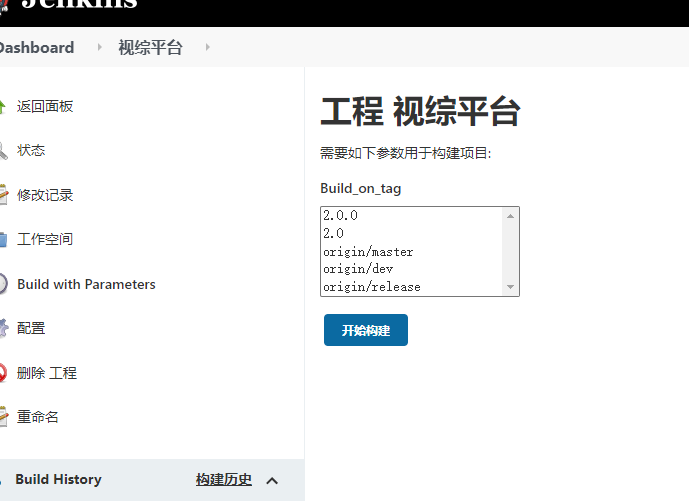 Jenkins
Dashboard
视综平台
返回面板
状态
修改记录
工作空间
Build with Parameters
配置
删除 工程
重命名
Build History
构建历史
工程 视综平台
需要如下参数用于构建项目:
Build_on_tag
2.0.0
2.0
origin/master
origin/dev
origin/release
开始构建